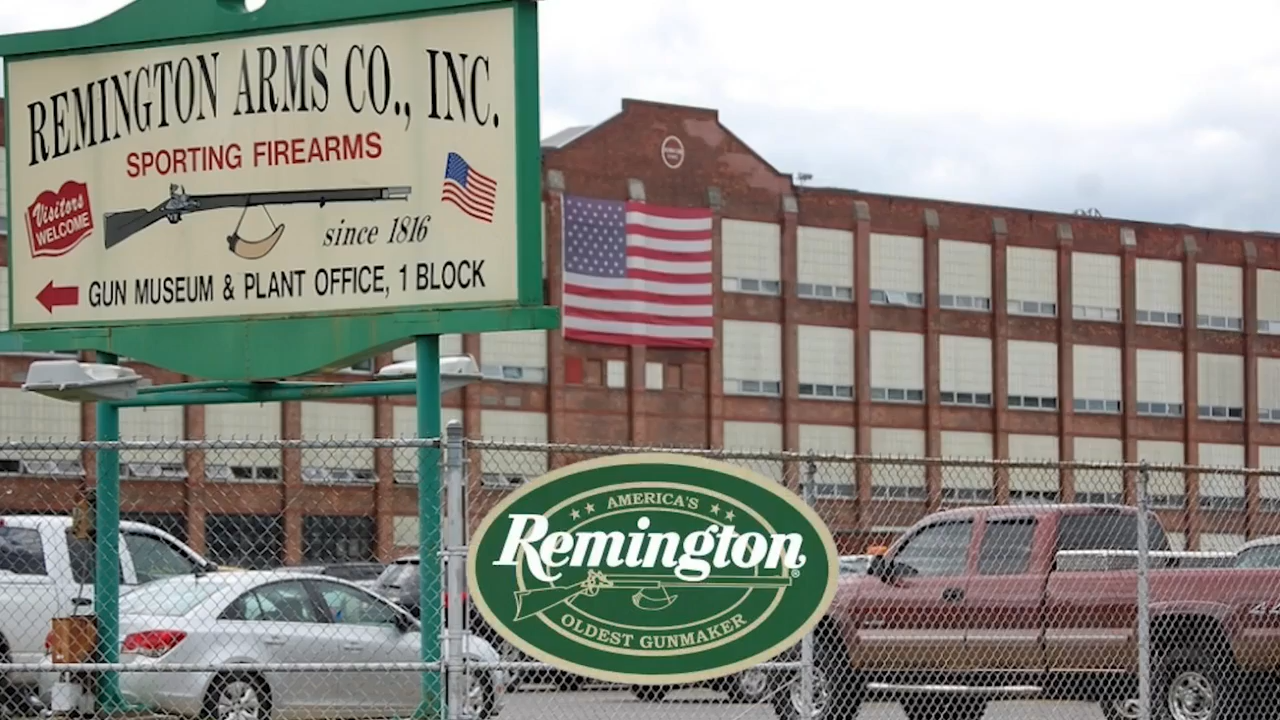 REMINGTON ARMS CO., INC.
SPORTING FIREARMS
Visitors
WELCOME
since 1816
GUN MUSEUM & PLANT OFFICE, 1 BLOCK
AMERICA'S
Remington®
OLDEST GUNMAKER